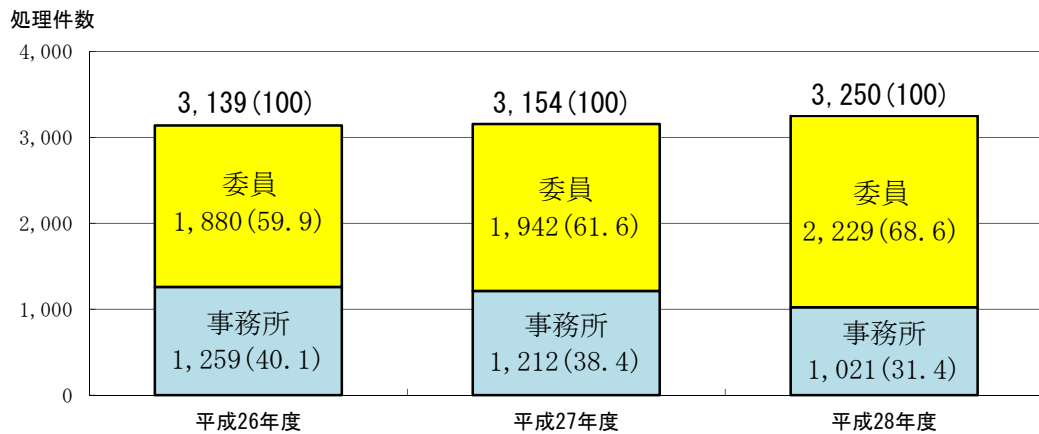 処理件数
4,000
3,139(100)
3,154(100)
3,250(100)
3,000
委員
1,880(59.9)
委員
1,942(61.6)
委員
2,229(68.6)
2,000
1,000
事務所
1,259(40.1)
事務所
1,212(38.4)
事務所
1,021(31.4)
0
平成26年度
平成27年度
平成28年度